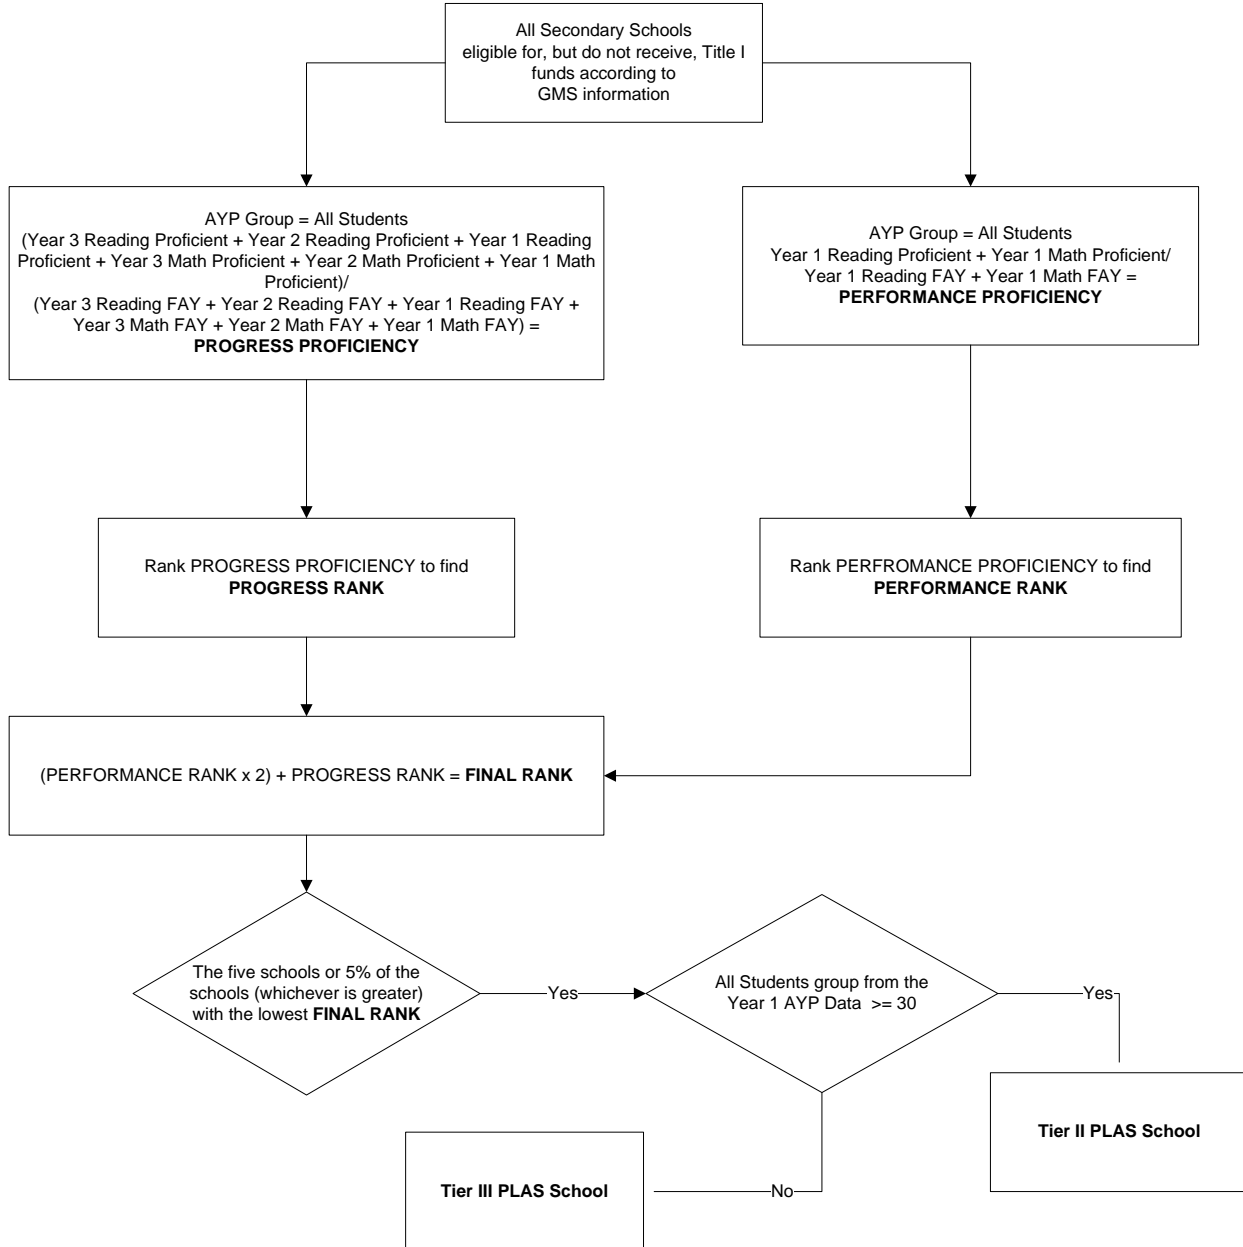 All Secondary Schools
eligible for, but do not receive, Title I
funds according to
GMS information
AYP Group = All Students
(Year 3 Reading Proficient + Year 2 Reading Proficient + Year 1 Reading
Proficient + Year 3 Math Proficient + Year 2 Math Proficient + Year 1 Math
Proficient)/
(Year 3 Reading FAY + Year 2 Reading FAY + Year 1 Reading FAY +
Year 3 Math FAY + Year 2 Math FAY + Year 1 Math FAY) =
PROGRESS PROFICIENCY
AYP Group = All Students
Year 1 Reading Proficient + Year 1 Math Proficient/
Year 1 Reading FAY + Year 1 Math FAY =
PERFORMANCE PROFICIENCY
Rank PROGRESS PROFICIENCY to find
PROGRESS RANK
Rank PERFROMANCE PROFICIENCY to find
PERFORMANCE RANK
(PERFORMANCE RANK x 2) + PROGRESS RANK = FINAL RANK
The five schools or 5% of the
schools (whichever is greater)
with the lowest FINAL RANK
Yes
All Students group from the
Year 1 AYP Data >= 30
Yes
Tier II PLAS School
No
Tier III PLAS School